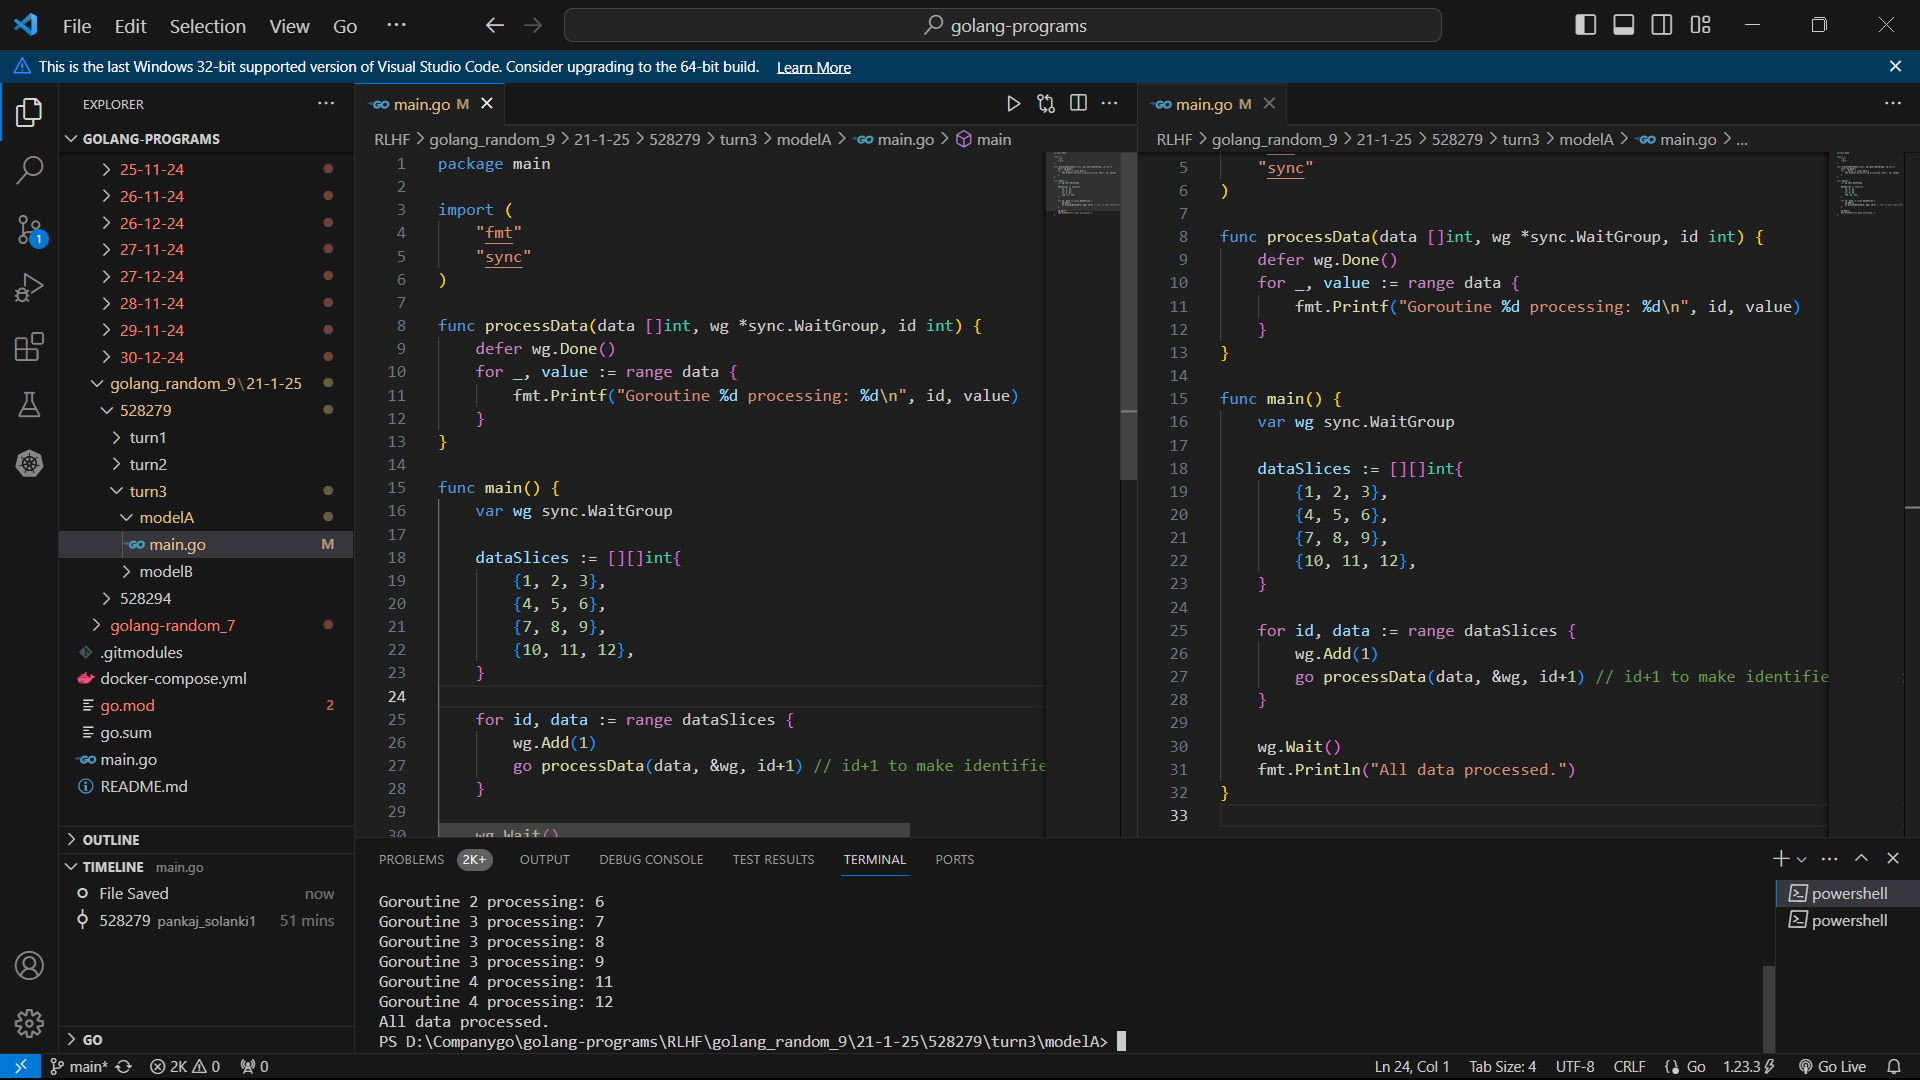 File Edit Selection View Go ···
golang-programs
This is the last Windows 32-bit supported version of Visual Studio Code. Consider upgrading to the 64-bit build. Learn More
EXPLORER
GOLANG-PROGRAMS
25-11-24
26-11-24
26-12-24
27-11-24
27-12-24
28-11-24
29-11-24
30-12-24
golang_random_9\21-1-25
528279
turn1
turn2
turn3
modelA
main.go M
modelB
528294
golang-random_7
.gitmodules
docker-compose.yml
go.mod 2
go.sum
main.go
README.md
OUTLINE
TIMELINE main.go
File Saved now
528279 pankaj_solanki1 51 mins
GO
1
main.go M
RLHF > golang_random_9 > 21-1-25 > 528279 > turn3 > modelA > main.go > main
1 package main
2
3 import (
4 "fmt"
5 "sync"
6 )
7
8 func processData(data []int, wg *sync.WaitGroup, id int) {
9 defer wg.Done()
10 for _, value := range data {
11 fmt.Printf("Goroutine %d processing: %d\n", id, value)
12 }
13 }
14
15 func main() {
16 var wg sync.WaitGroup
17
18 dataSlices := [][]int{
19 {1, 2, 3},
20 {4, 5, 6},
21 {7, 8, 9},
22 {10, 11, 12},
23 }
24
25 for id, data := range dataSlices {
26 wg.Add(1)
27 go processData(data, &wg, id+1) // id+1 to make identifie
28 }
29
30 wg.Wait()
main.go M
RLHF > golang_random_9 > 21-1-25 > 528279 > turn3 > modelA > main.go > ...
5 "sync"
6 )
7
8 func processData(data []int, wg *sync.WaitGroup, id int) {
9 defer wg.Done()
10 for _, value := range data {
11 fmt.Printf("Goroutine %d processing: %d\n", id, value)
12 }
13 }
14
15 func main() {
16 var wg sync.WaitGroup
17
18 dataSlices := [][]int{
19 {1, 2, 3},
20 {4, 5, 6},
21 {7, 8, 9},
22 {10, 11, 12},
23 }
24
25 for id, data := range dataSlices {
26 wg.Add(1)
27 go processData(data, &wg, id+1) // id+1 to make identifie
28 }
29
30 wg.Wait()
31 fmt.Println("All data processed.")
32 }
33
PROBLEMS 2K+ OUTPUT DEBUG CONSOLE TEST RESULTS TERMINAL PORTS
Goroutine 2 processing: 6
Goroutine 3 processing: 7
Goroutine 3 processing: 8
Goroutine 3 processing: 9
Goroutine 4 processing: 11
Goroutine 4 processing: 12
All data processed.
PS D:\Companygo\golang-programs\RLHF\golang_random_9\21-1-25\528279\turn3\modelA>
powershell
powershell
main* 2K 0 0 Ln 24, Col 1 Tab Size: 4 UTF-8 CRLF Go 1.23.3 Go Live